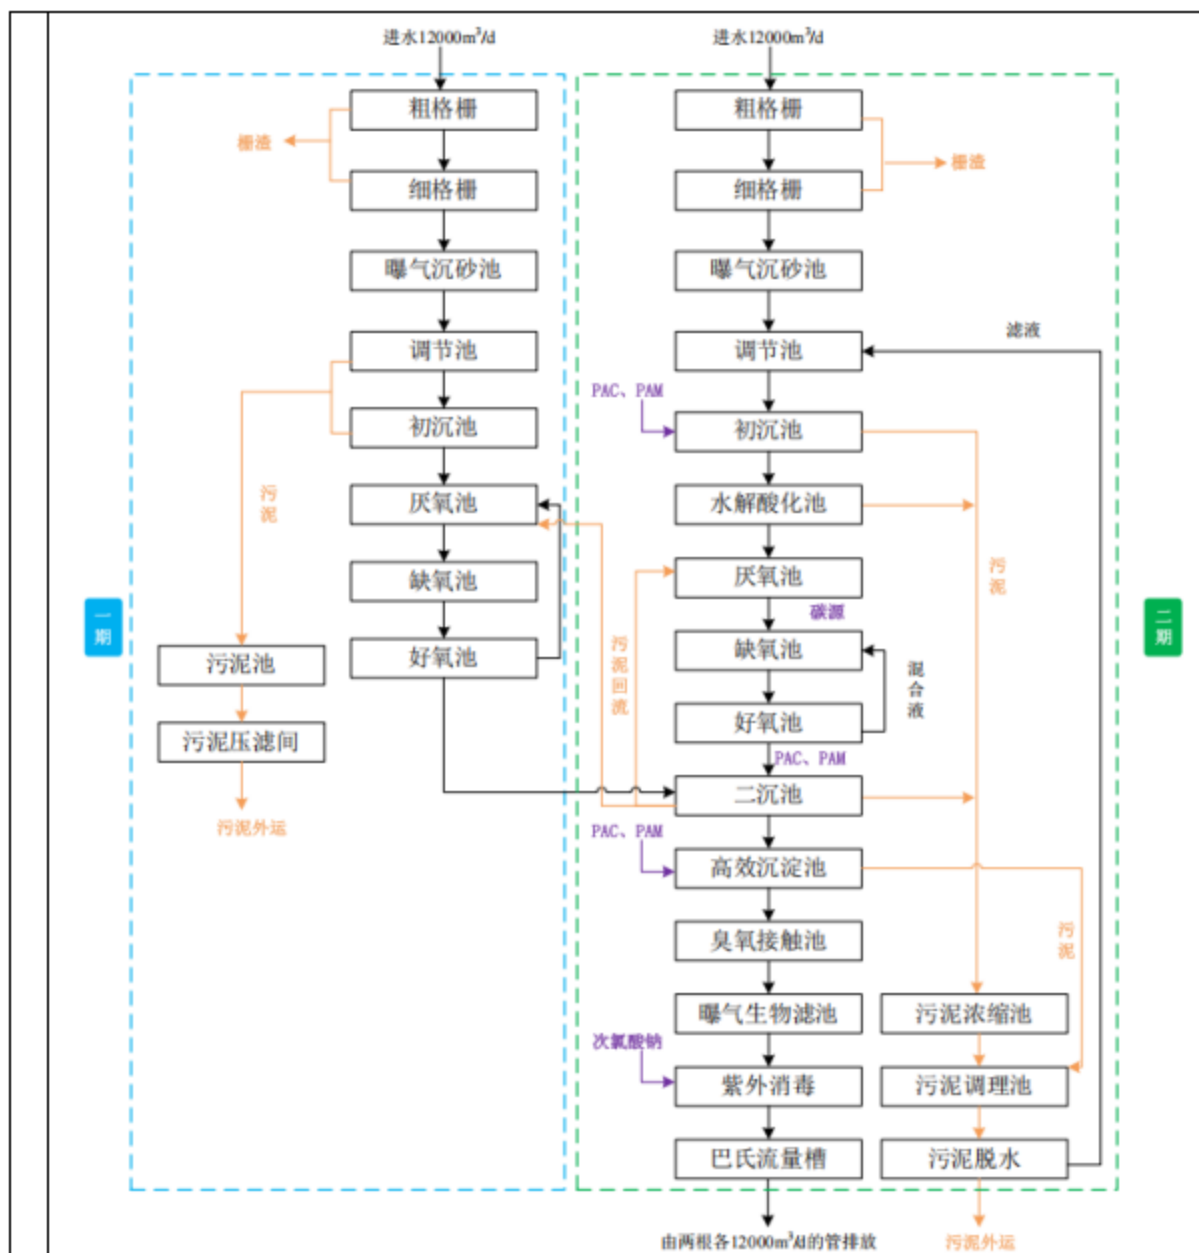 进水12000m³/d
进水12000m³/d
粗格栅
粗格栅
栅渣
栅渣
细格栅
细格栅
曝气沉砂池
曝气沉砂池
滤液
调节池
调节池
PAC、PAM
初沉池
初沉池
污泥
厌氧池
水解酸化池
污泥
缺氧池
厌氧池
碳源
一期
二期
污泥回流
好氧池
缺氧池
混合液
污泥池
好氧池
污泥压滤间
PAC、PAM
二沉池
污泥外运
PAC、PAM
高效沉淀池
污泥
臭氧接触池
曝气生物滤池
污泥浓缩池
次氯酸钠
紫外消毒
污泥调理池
巴氏流量槽
污泥脱水
由两根各12000m³/d的管排放
污泥外运